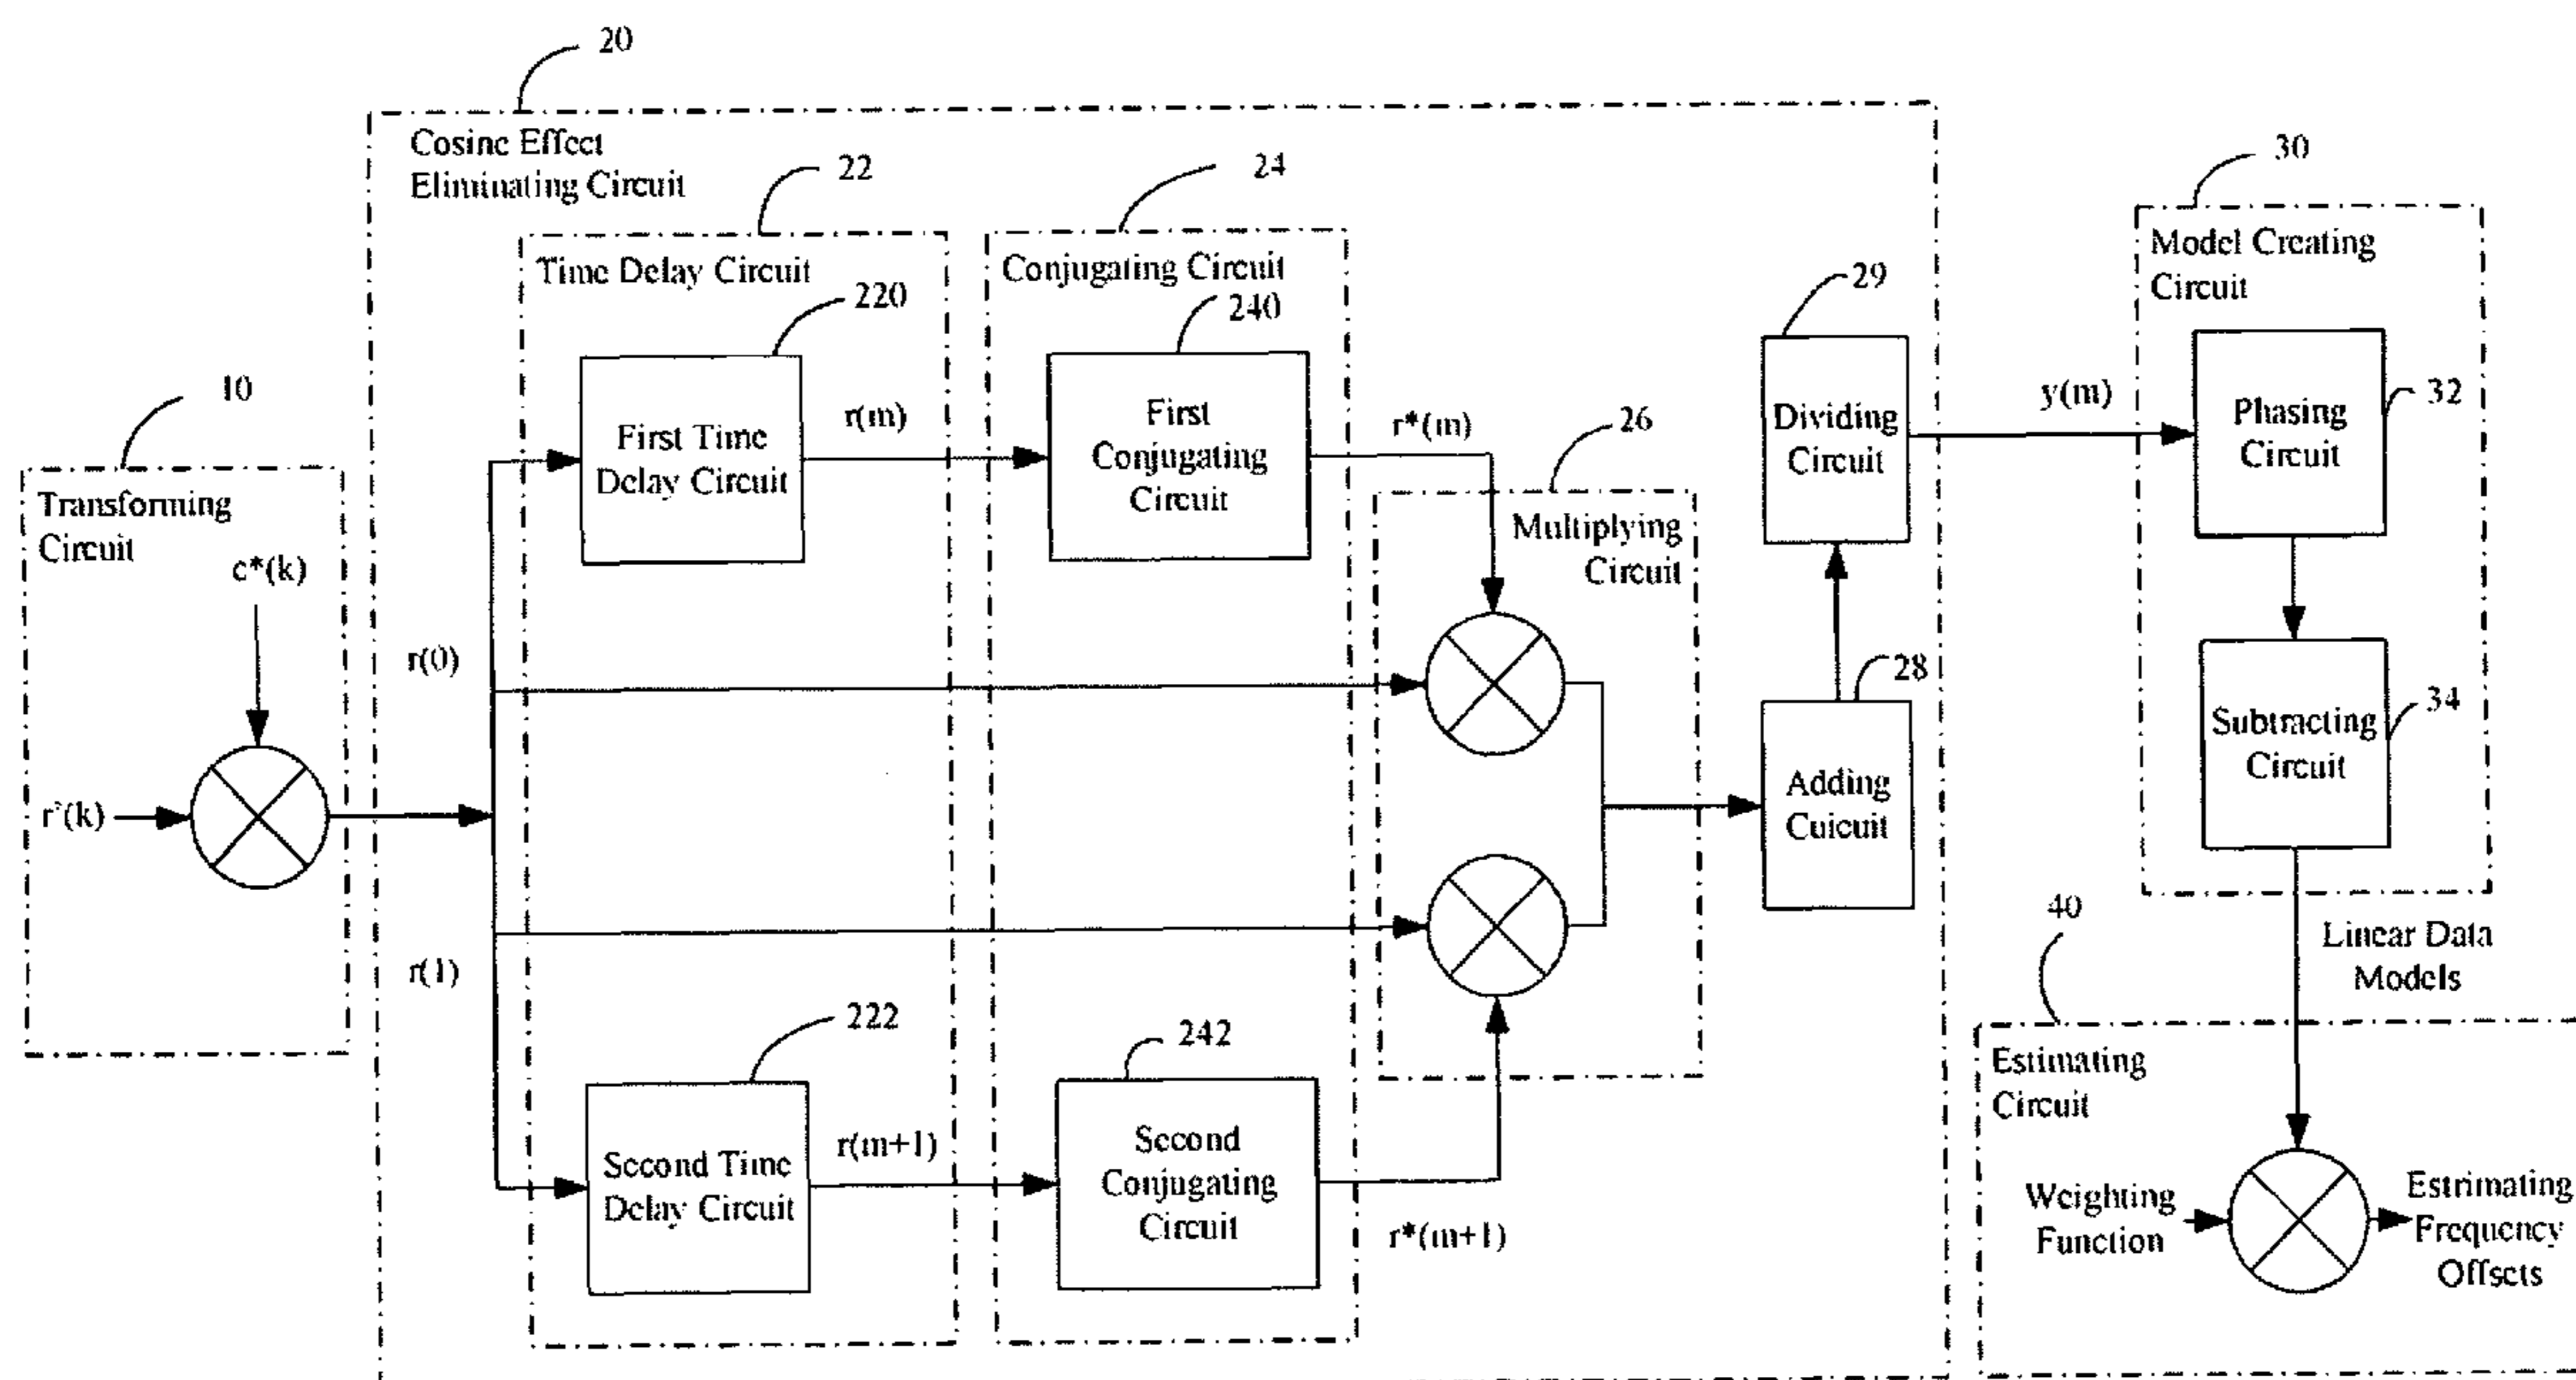 20
Cosine Effect
Eliminating Circuit
22
24
30
Time Delay Circuit
Conjugating Circuit
Model Creating
Circuit
220
240
29
10
First Time
Delay Circuit
r(m)
First
Conjugating
Circuit
r*(m)
26
Dividing
Circuit
y(m)
Phasing
Circuit
32
Transforming
Circuit
c*(k)
Multiplying
Circuit
r(0)
28
Subtracting
Circuit
34
r'(k)
Adding
Cuicuit
r(1)
40
Linear Data
Models
222
242
Estimating
Circuit
Second Time
Delay Circuit
r(m+1)
Second
Conjugating
Circuit
r*(m+1)
Weighting
Function
Estrimating
Frequency
Offsets